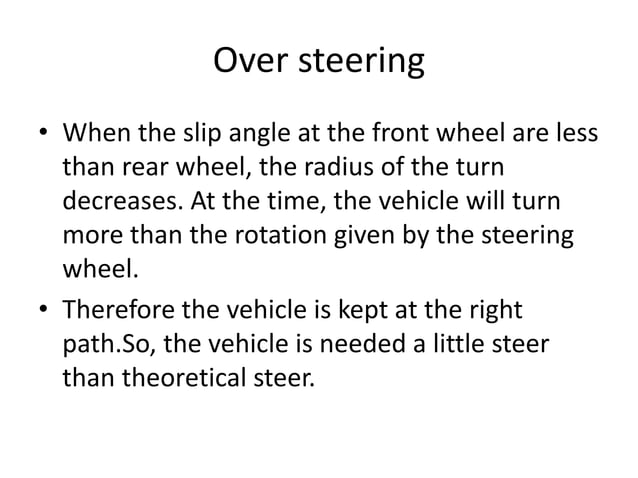 Over steering
• When the slip angle at the front wheel are less
than rear wheel, the radius of the turn
decreases. At the time, the vehicle will turn
more than the rotation given by the steering
wheel.
• Therefore the vehicle is kept at the right
path.So, the vehicle is needed a little steer
than theoretical steer.